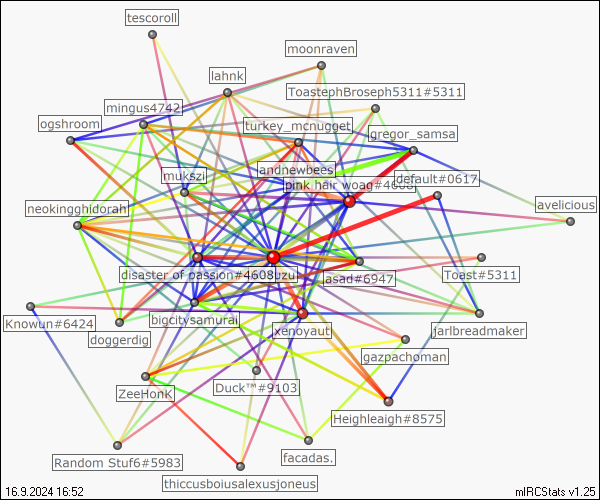 tescoroll
moonraven
lahnk
ToastephBroseph5311#5311
mingus4742
ogshroom
turkey_mcnugget
gregor_samsa
andnewbees
mukszi
default#0617
pink hair woag#4608
neokingghidorah
avelicious
disaster of passion#4608
uzu
asad#6947
Toast#5311
Knowun#6424
bigcitysamurai
xenoyaut
jarlbreadmaker
doggerdig
gazpachoman
ZeeHonk
Duck™#9103
Heighleaigh#8575
Random Stuf6#5983
facadas.
thiccusboiusalexusjoneus
16.9.2024 16:52
mIRCStats v1.25